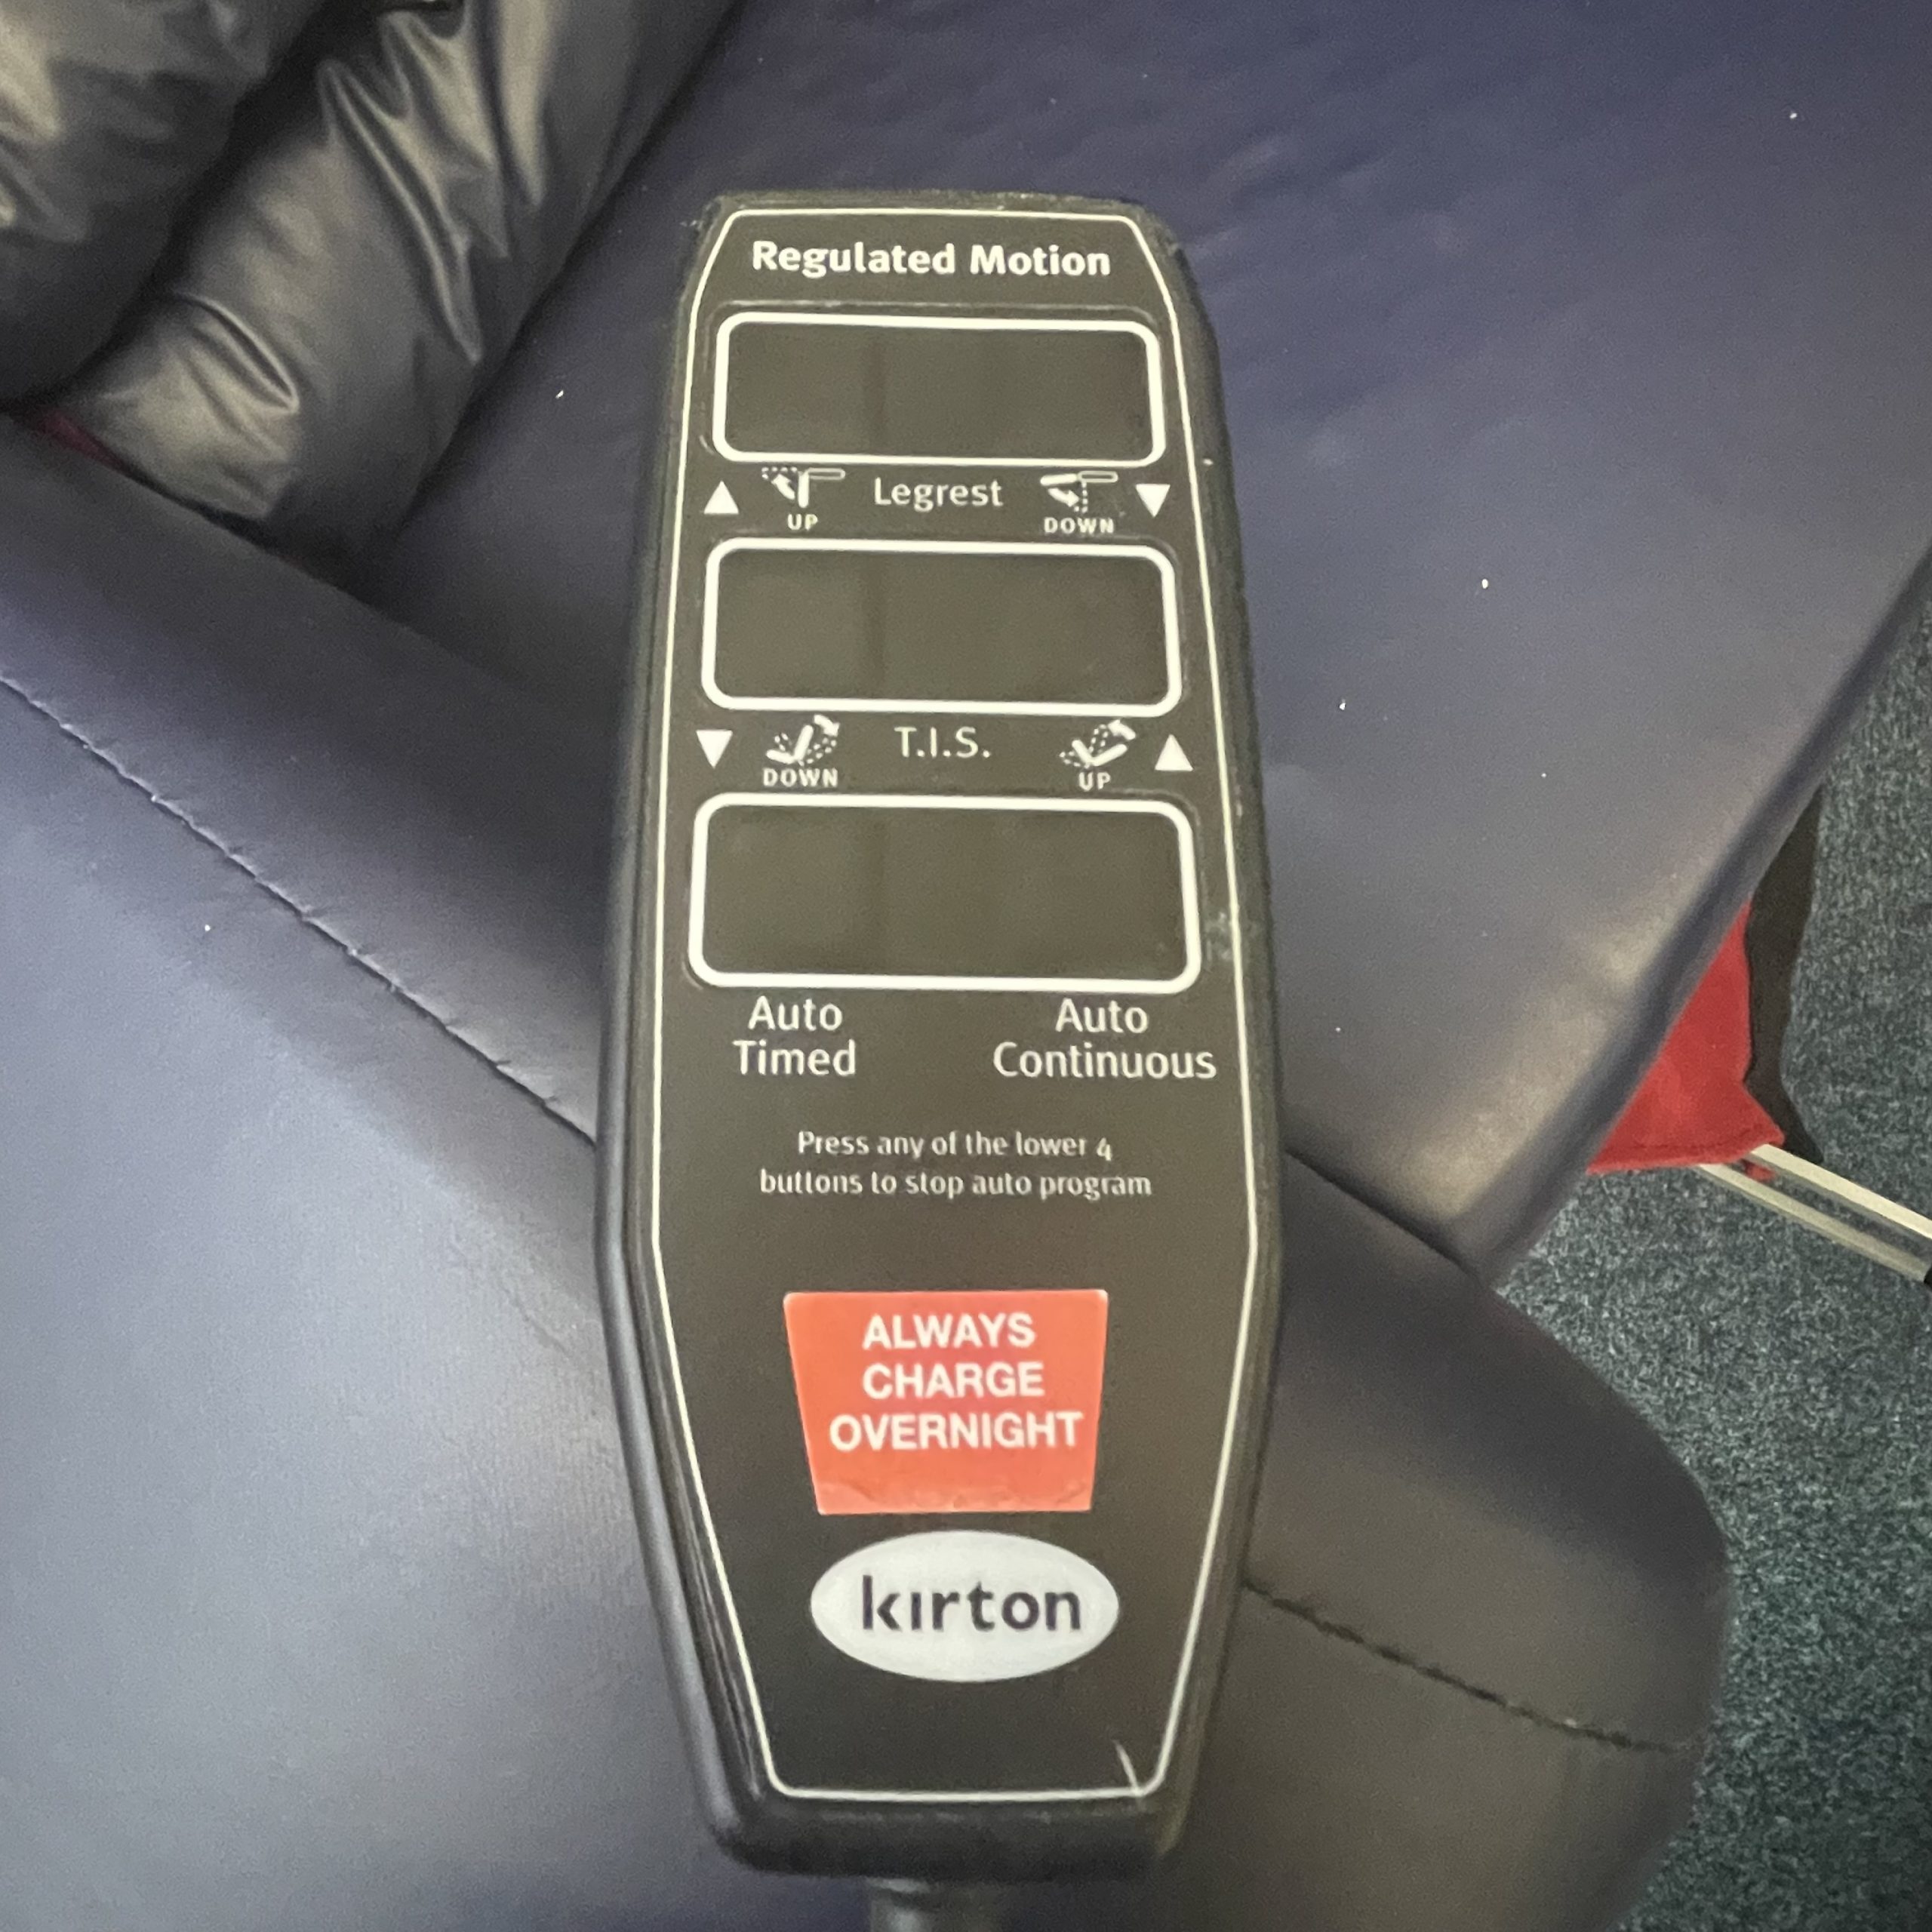 Regulated Motion
▲ UP Legrest DOWN ▼
▼ DOWN T.I.S. UP ▲
Auto Timed
Auto Continuous
Press any of the lower 4
buttons to stop auto program
ALWAYS
CHARGE
OVERNIGHT
kırton